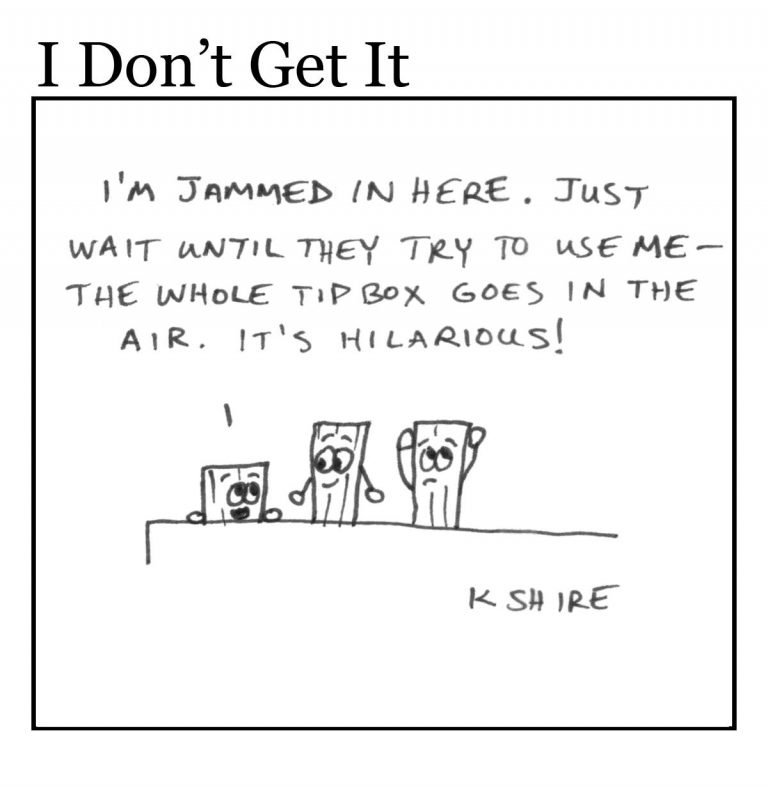 I Don't Get It
I'M JAMMED IN HERE. JUST
WAIT UNTIL THEY TRY TO USE ME—
THE WHOLE TIP BOX GOES IN THE
AIR. IT'S HILARIOUS!
K SHIRE